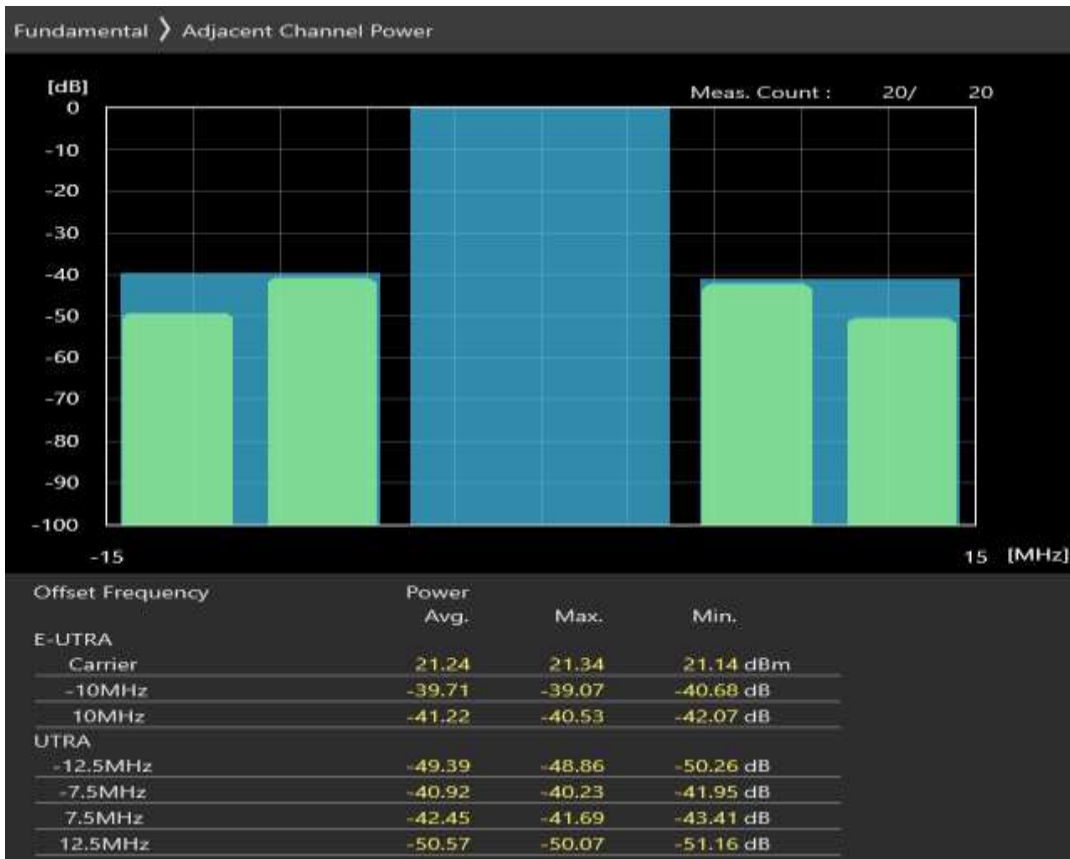 Fundamental 〉 Adjacent Channel Power
[dB]
Meas. Count : 20/ 20
0
-10
-20
-30
-40
-50
-60
-70
-80
-90
-100
-15 15 [MHz]
Offset Frequency Power
Avg. Max. Min.
E-UTRA
Carrier 21.24 21.34 21.14 dBm
-10MHz -39.71 -39.07 -40.68 dB
10MHz -41.22 -40.53 -42.07 dB
UTRA
-12.5MHz -49.39 -48.86 -50.26 dB
-7.5MHz -40.92 -40.23 -41.95 dB
7.5MHz -42.45 -41.69 -43.41 dB
12.5MHz -50.57 -50.07 -51.16 dB